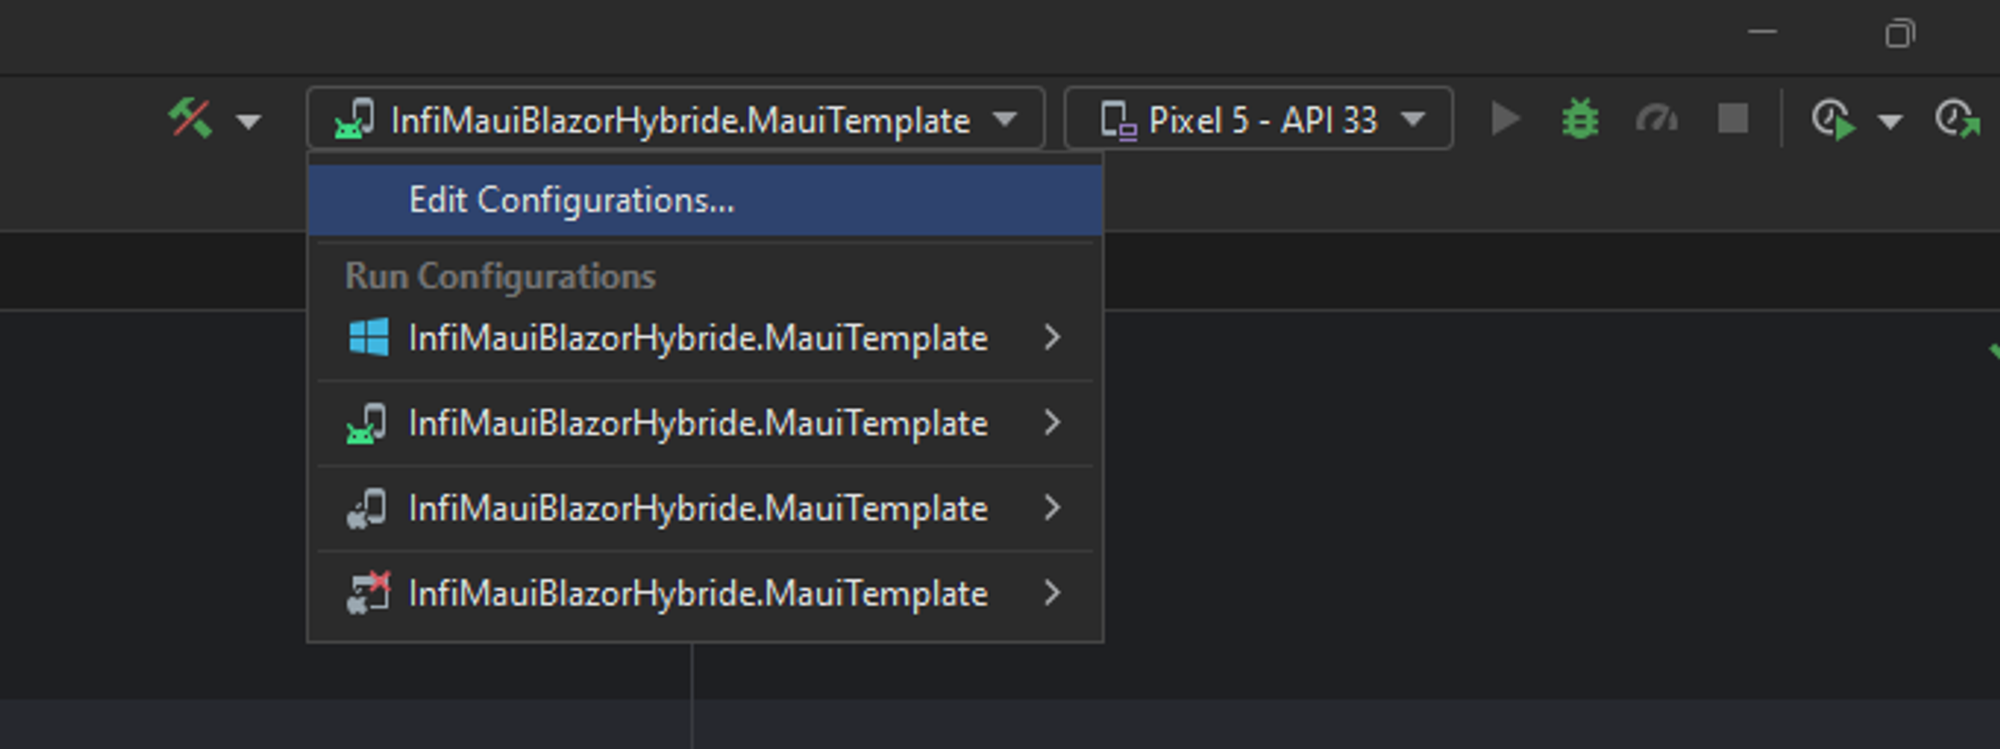 InfiMauiBlazorHybride.MauiTemplate
Pixel 5 - API 33
Edit Configurations...
Run Configurations
InfiMauiBlazorHybride.MauiTemplate
InfiMauiBlazorHybride.MauiTemplate
InfiMauiBlazorHybride.MauiTemplate
InfiMauiBlazorHybride.MauiTemplate